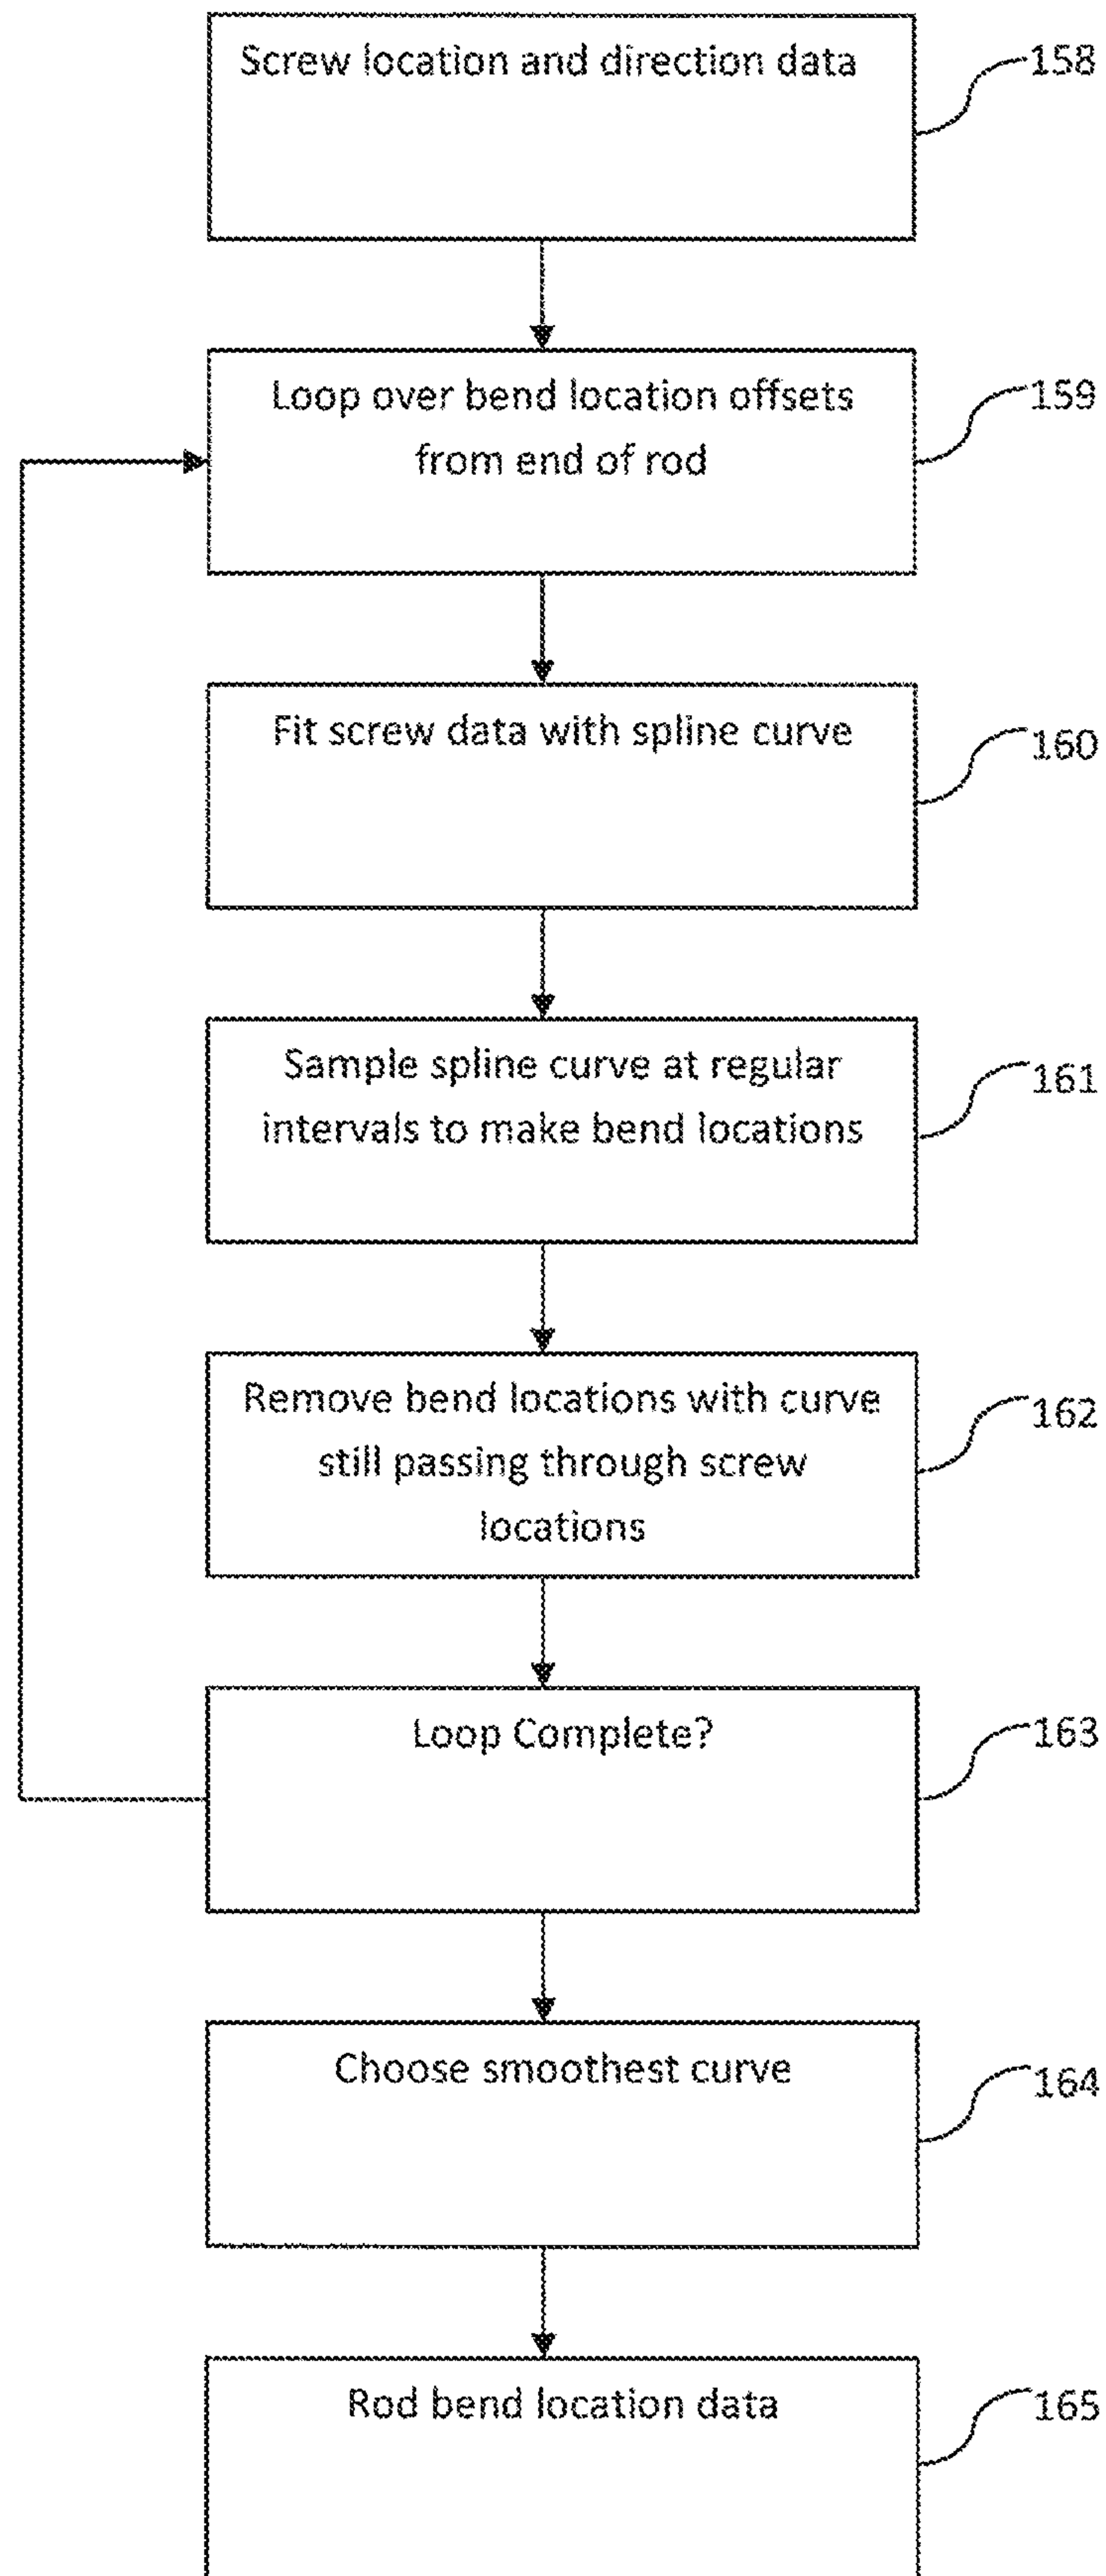 Screw location and direction data
158
Loop over bend location offsets
from end of rod
159
Fit screw data with spline curve
160
Sample spline curve at regular
intervals to make bend locations
161
Remove bend locations with curve
still passing through screw
locations
162
Loop Complete?
163
Choose smoothest curve
164
Rod bend location data
165